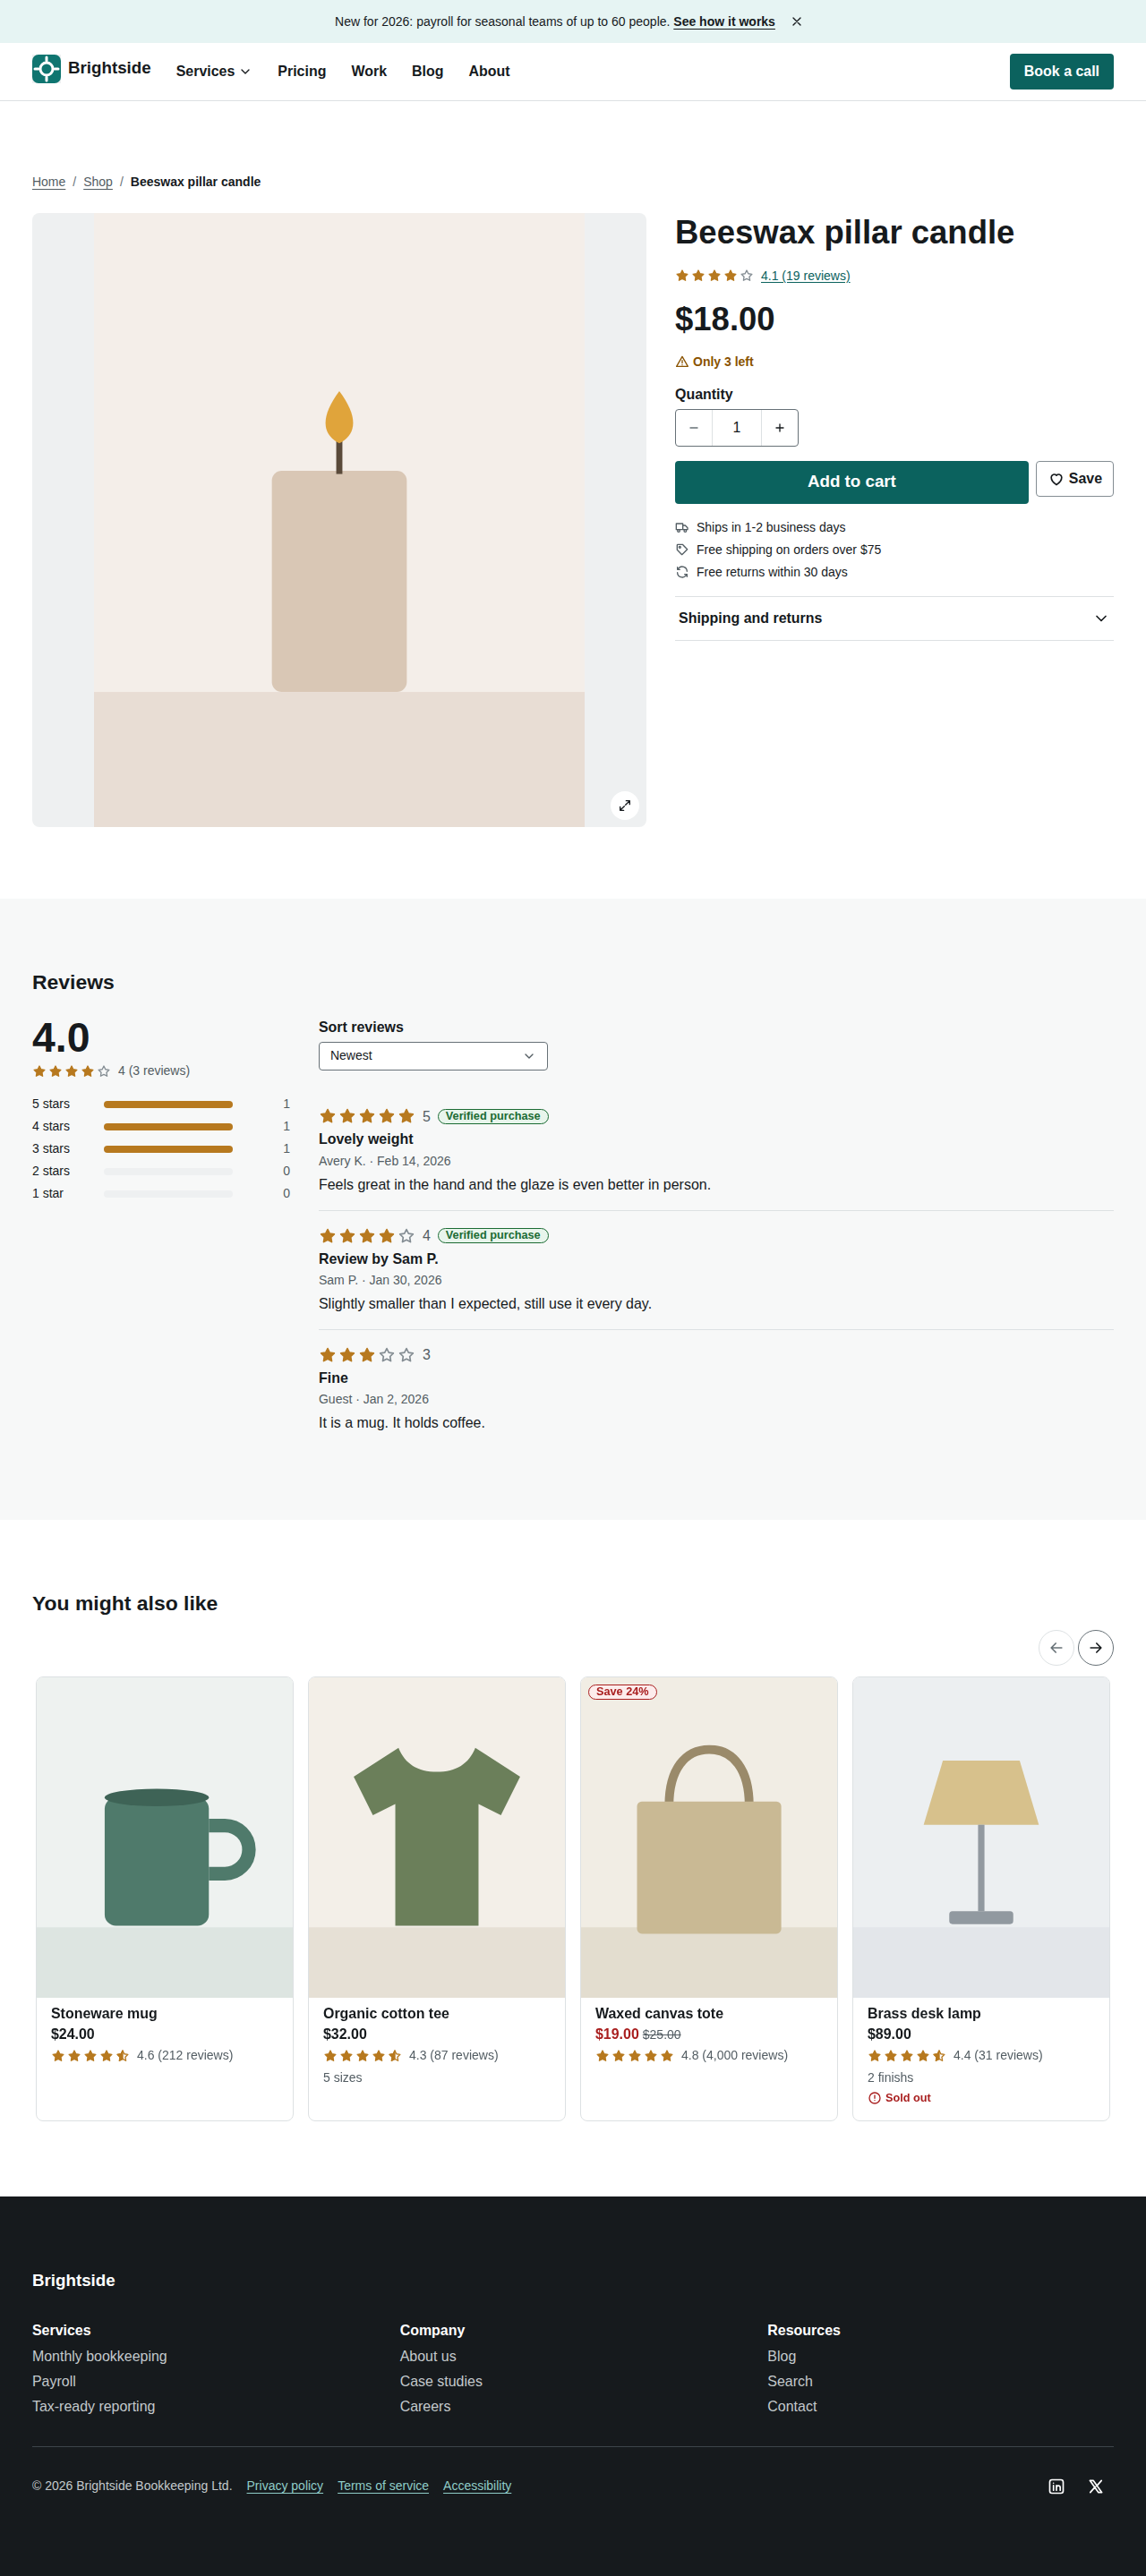 New for 2026: payroll for seasonal teams of up to 60 people. See how it works
Brightside
Services
Pricing
Work
Blog
About
Book a call
Home / Shop / Beeswax pillar candle
Beeswax pillar candle
4.1 (19 reviews)
$18.00
Only 3 left
Quantity
1
Add to cart
Save
Ships in 1-2 business days
Free shipping on orders over $75
Free returns within 30 days
Shipping and returns
Reviews
4.0
4 (3 reviews)
5 stars 1
4 stars 1
3 stars 1
2 stars 0
1 star 0
Sort reviews
Newest
5 Verified purchase
Lovely weight
Avery K. · Feb 14, 2026
Feels great in the hand and the glaze is even better in person.
4 Verified purchase
Review by Sam P.
Sam P. · Jan 30, 2026
Slightly smaller than I expected, still use it every day.
3
Fine
Guest · Jan 2, 2026
It is a mug. It holds coffee.
You might also like
Stoneware mug
$24.00
4.6 (212 reviews)
Organic cotton tee
$32.00
4.3 (87 reviews)
5 sizes
Save 24%
Waxed canvas tote
$19.00 $25.00
4.8 (4,000 reviews)
Brass desk lamp
$89.00
4.4 (31 reviews)
2 finishs
Sold out
Brightside
Services
Monthly bookkeeping
Payroll
Tax-ready reporting
Company
About us
Case studies
Careers
Resources
Blog
Search
Contact
© 2026 Brightside Bookkeeping Ltd. Privacy policy Terms of service Accessibility